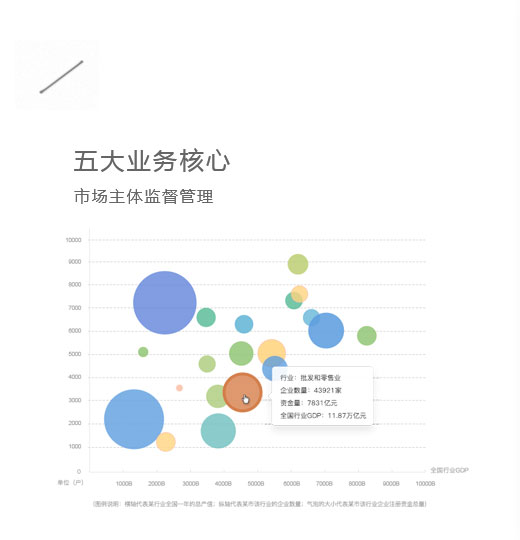 五大业务核心
市场主体监督管理
10000
9000
8000
7000
6000
5000
4000
3000
2000
1000
0
行业：批发和零售业
企业数量：43921家
资金量：7831亿元
全国行业GDP：11.87万亿元
全国行业GDP
单位（户）
1000B 2000B 3000B 4000B 5000B 6000B 7000B 8000B 9000B 10000B
（图例说明：横轴代表某行业全国一年的总产值，纵轴代表某市该行业的企业数量；气泡的大小代表某市该行业企业注册资金总量）